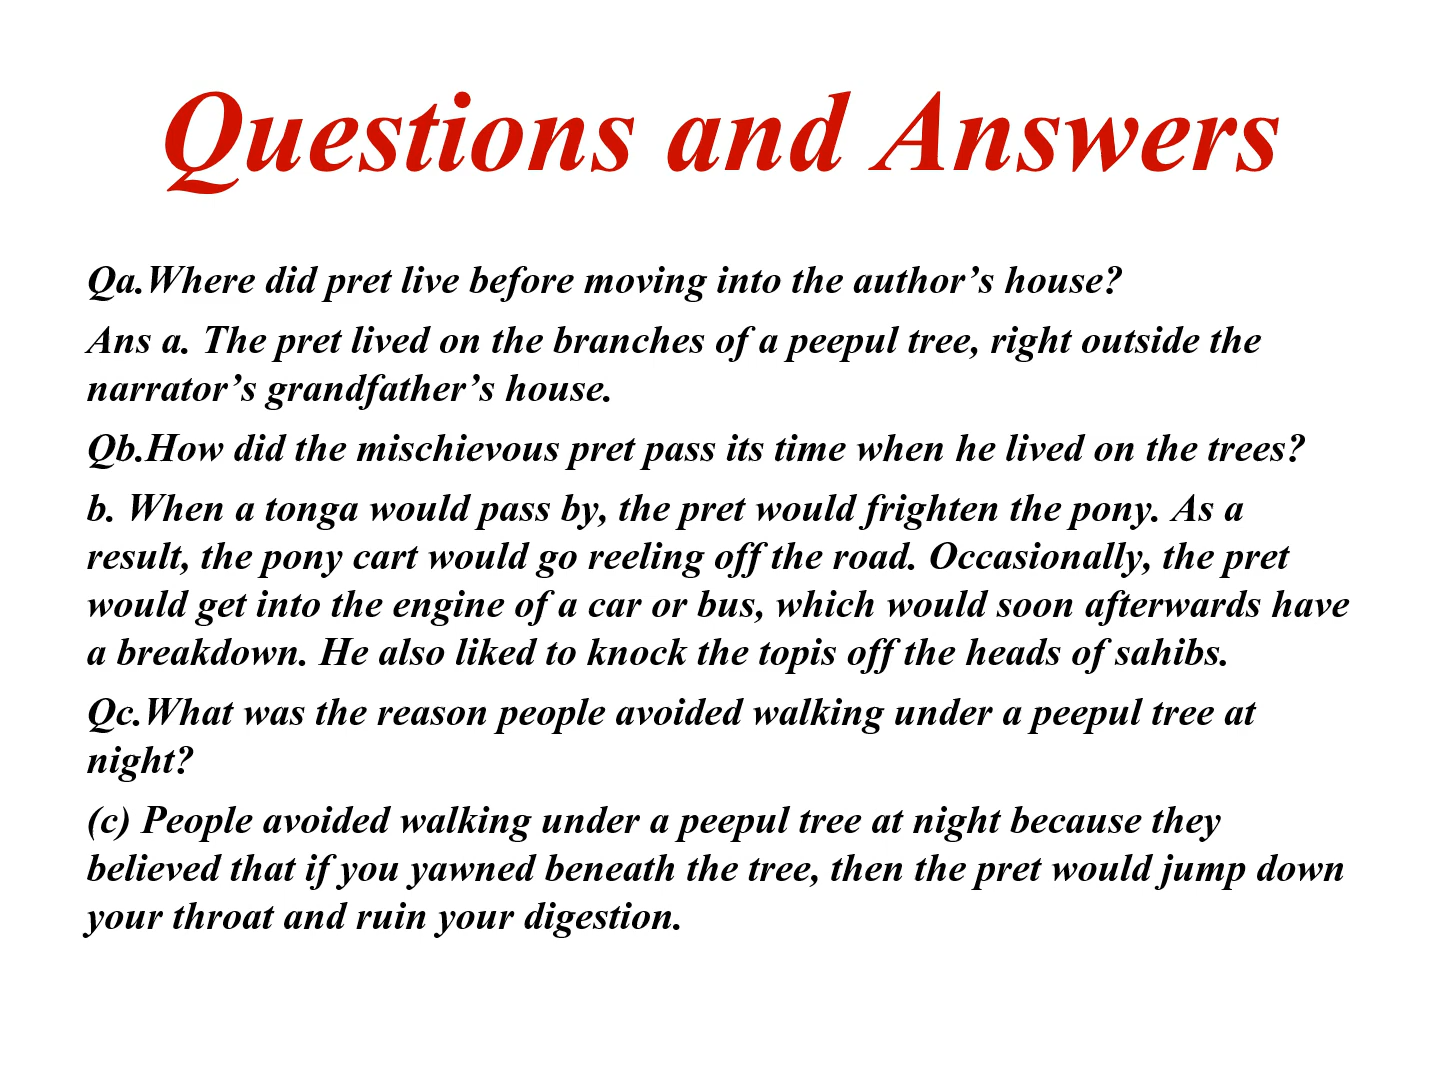 Questions and Answers
Qa.Where did pret live before moving into the author’s house?
Ans a. The pret lived on the branches of a peepul tree, right outside the
narrator’s grandfather’s house.
Qb.How did the mischievous pret pass its time when he lived on the trees?
b. When a tonga would pass by, the pret would frighten the pony. As a
result, the pony cart would go reeling off the road. Occasionally, the pret
would get into the engine of a car or bus, which would soon afterwards have
a breakdown. He also liked to knock the topis off the heads of sahibs.
Qc.What was the reason people avoided walking under a peepul tree at
night?
(c) People avoided walking under a peepul tree at night because they
believed that if you yawned beneath the tree, then the pret would jump down
your throat and ruin your digestion.